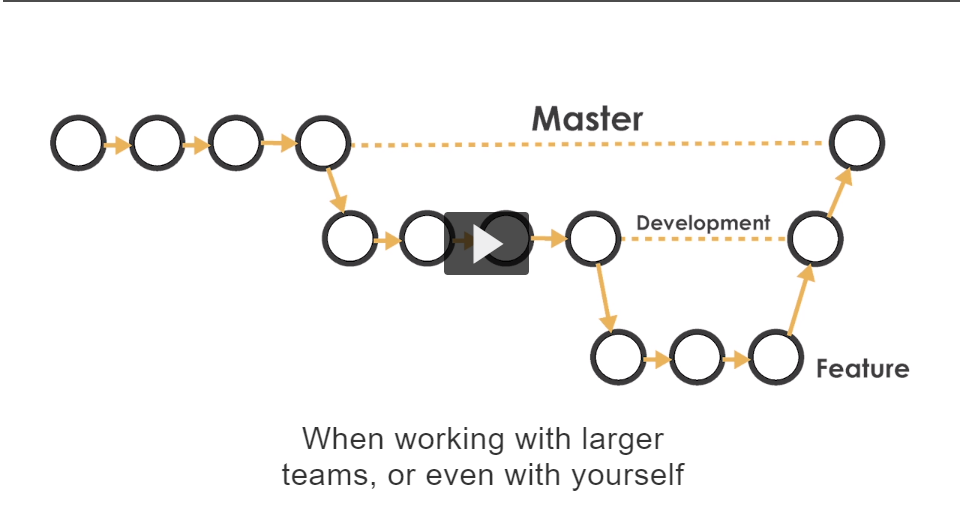 Master
Development
Feature
When working with larger
teams, or even with yourself